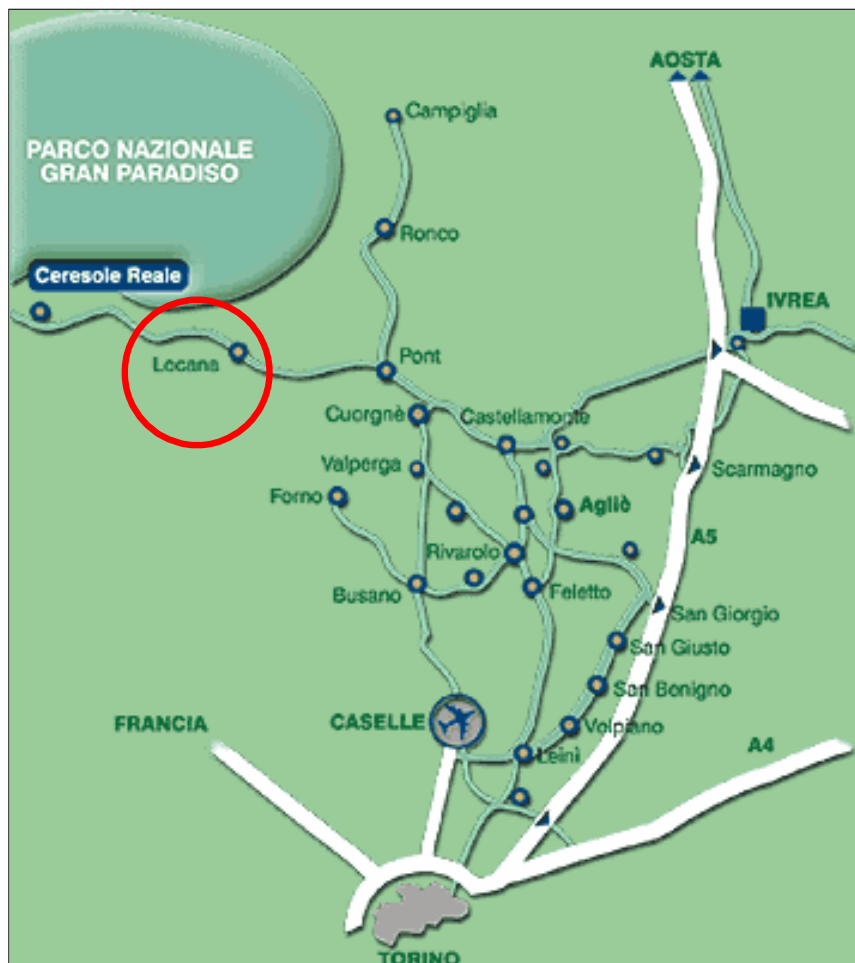 AOSTA
Campiglia
PARCO NAZIONALE
GRAN PARADISO
Ronco
Ceresole Reale
IVREA
Locana
Pont
Cuorgnè
Castellamonte
Valperga
Scarmagno
Forno
Agliè
A5
Rivarolo
Busano
Feletto
San Giorgio
San Giusto
San Benigno
FRANCIA
CASELLE
Volpiano
A4
Leinì
TORINO